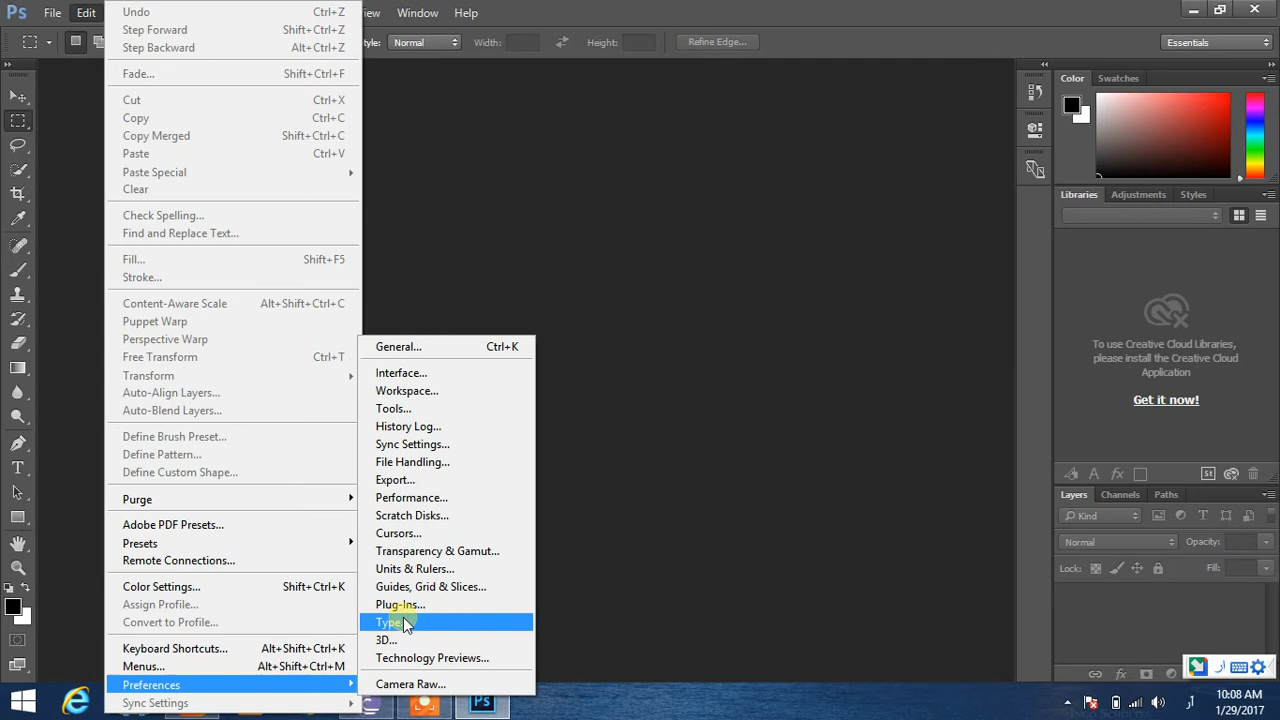 Ps File Edit iew Window Help
tyle: Normal Width: Height: Refine Edge... Essentials
Undo Ctrl+Z
Step Forward Shift+Ctrl+Z
Step Backward Alt+Ctrl+Z
Fade... Shift+Ctrl+F
Cut Ctrl+X
Copy Ctrl+C
Copy Merged Shift+Ctrl+C
Paste Ctrl+V
Paste Special
Clear
Check Spelling...
Find and Replace Text...
Fill... Shift+F5
Stroke...
Content-Aware Scale Alt+Shift+Ctrl+C
Puppet Warp
Perspective Warp
Free Transform Ctrl+T
Transform
Auto-Align Layers...
Auto-Blend Layers...
Define Brush Preset...
Define Pattern...
Define Custom Shape...
Purge
Adobe PDF Presets...
Presets
Remote Connections...
Color Settings... Shift+Ctrl+K
Assign Profile...
Convert to Profile...
Keyboard Shortcuts... Alt+Shift+Ctrl+K
Menus... Alt+Shift+Ctrl+M
Preferences
Sync Settings
General... Ctrl+K
Interface...
Workspace...
Tools...
History Log...
Sync Settings...
File Handling...
Export...
Performance...
Scratch Disks...
Cursors...
Transparency & Gamut...
Units & Rulers...
Guides, Grid & Slices...
Plug-Ins...
Type...
3D...
Technology Previews...
Camera Raw...
Color Swatches
Libraries Adjustments Styles
To use Creative Cloud Libraries,
please install the Creative Cloud
Application
Get it now!
St
Layers Channels Paths
Kind
Normal Opacity:
Lock: Fill:
fx
ار
Ps
10:08 AM
1/29/2017